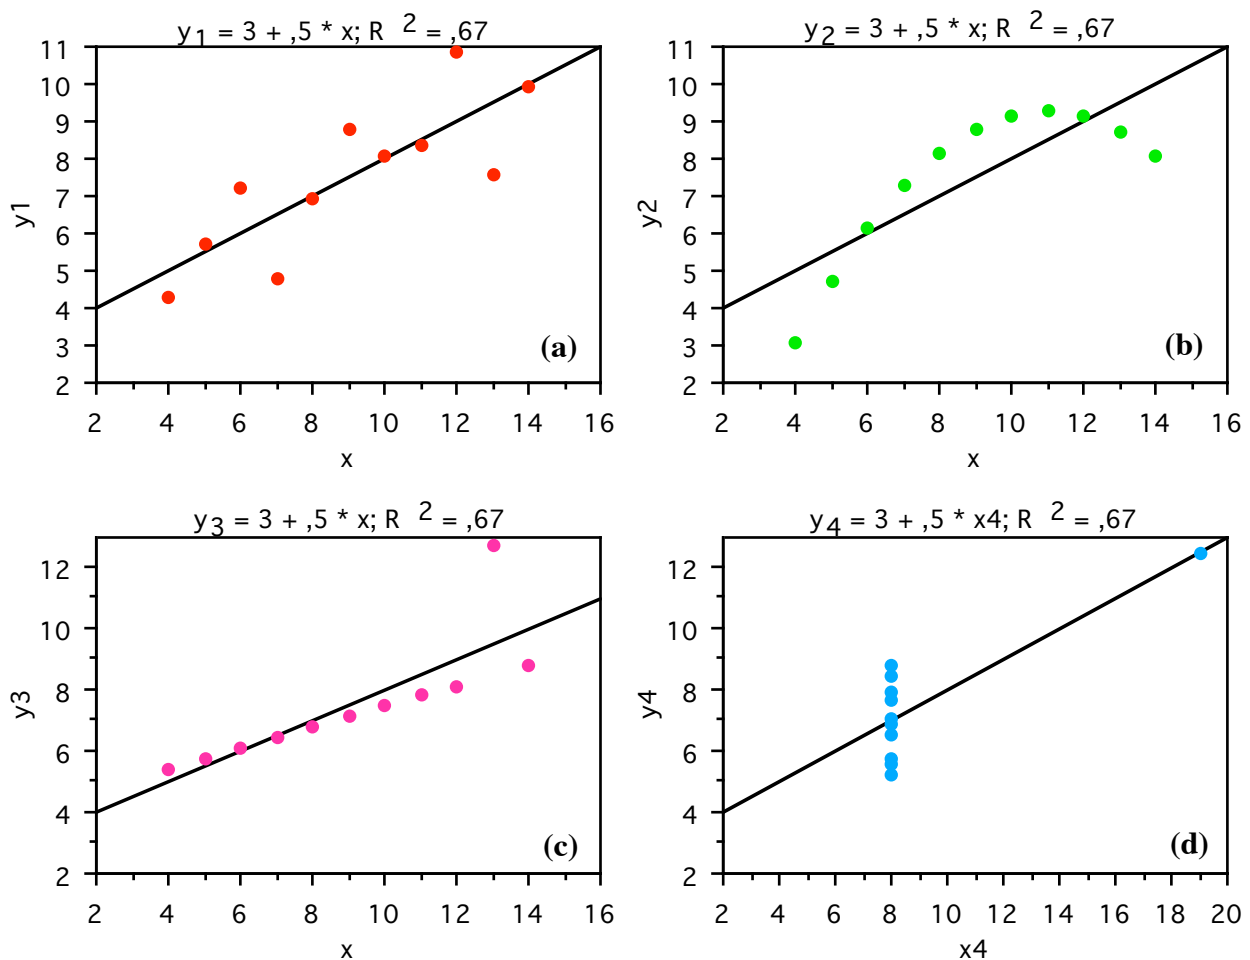 y1 = 3 + ,5 * x; R 2 = ,67
11
10
9
8
7
6
5
4
3
2
y1
(a)
2 4 6 8 10 12 14 16
x
y2 = 3 + ,5 * x; R 2 = ,67
11
10
9
8
7
6
5
4
3
2
y2
(b)
2 4 6 8 10 12 14 16
x
y3 = 3 + ,5 * x; R 2 = ,67
12
10
8
6
4
2
y3
(c)
2 4 6 8 10 12 14 16
x
y4 = 3 + ,5 * x4; R 2 = ,67
12
10
8
6
4
2
y4
(d)
2 4 6 8 10 12 14 16 18 20
x4